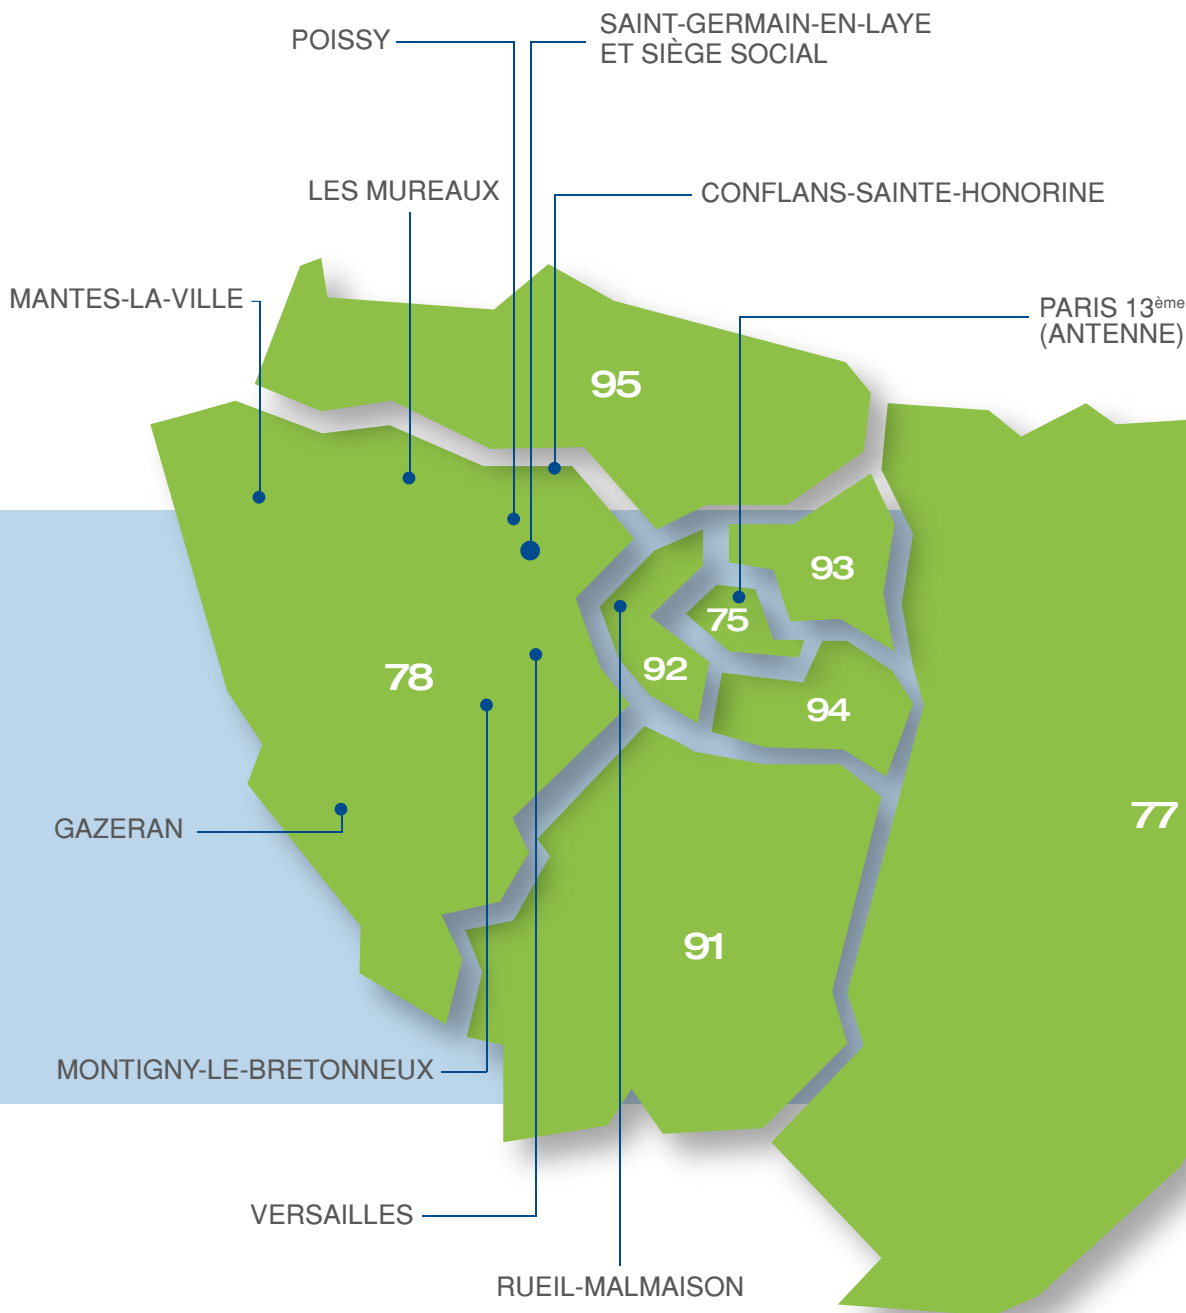 SAINT-GERMAIN-EN-LAYE
ET SIÈGE SOCIAL
POISSY
LES MUREAUX
CONFLANS-SAINTE-HONORINE
MANTES-LA-VILLE
PARIS 13ème
(ANTENNE)
95
93
75
92
78
94
77
GAZERAN
91
MONTIGNY-LE-BRETONNEUX
VERSAILLES
RUEIL-MALMAISON